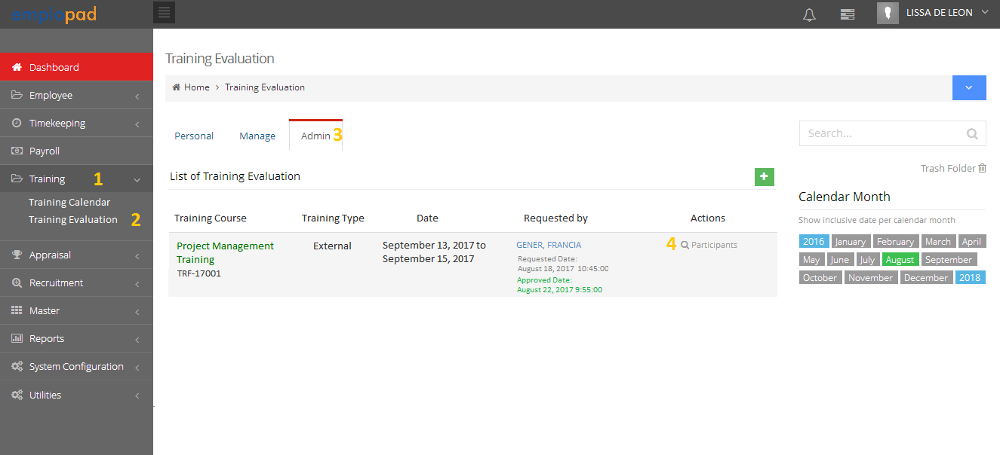 emplopad
LISSA DE LEON
Dashboard
Employee
Timekeeping
Payroll
Training 1
Training Calendar
Training Evaluation 2
Appraisal
Recruitment
Master
Reports
System Configuration
Utilities
Training Evaluation
Home > Training Evaluation
Personal Manage Admin 3
List of Training Evaluation
+
Training Course Training Type Date Requested by Actions
Project Management
Training
TRF-17001
External
September 13, 2017 to
September 15, 2017
GENER, FRANCIA
Requested Date:
August 18, 2017 10:45:00
Approved Date:
August 22, 2017 9:55:00
4 Participants
Search...
Trash Folder
Calendar Month
Show inclusive date per calendar month
2016 January February March April
May June July August September
October November December 2018